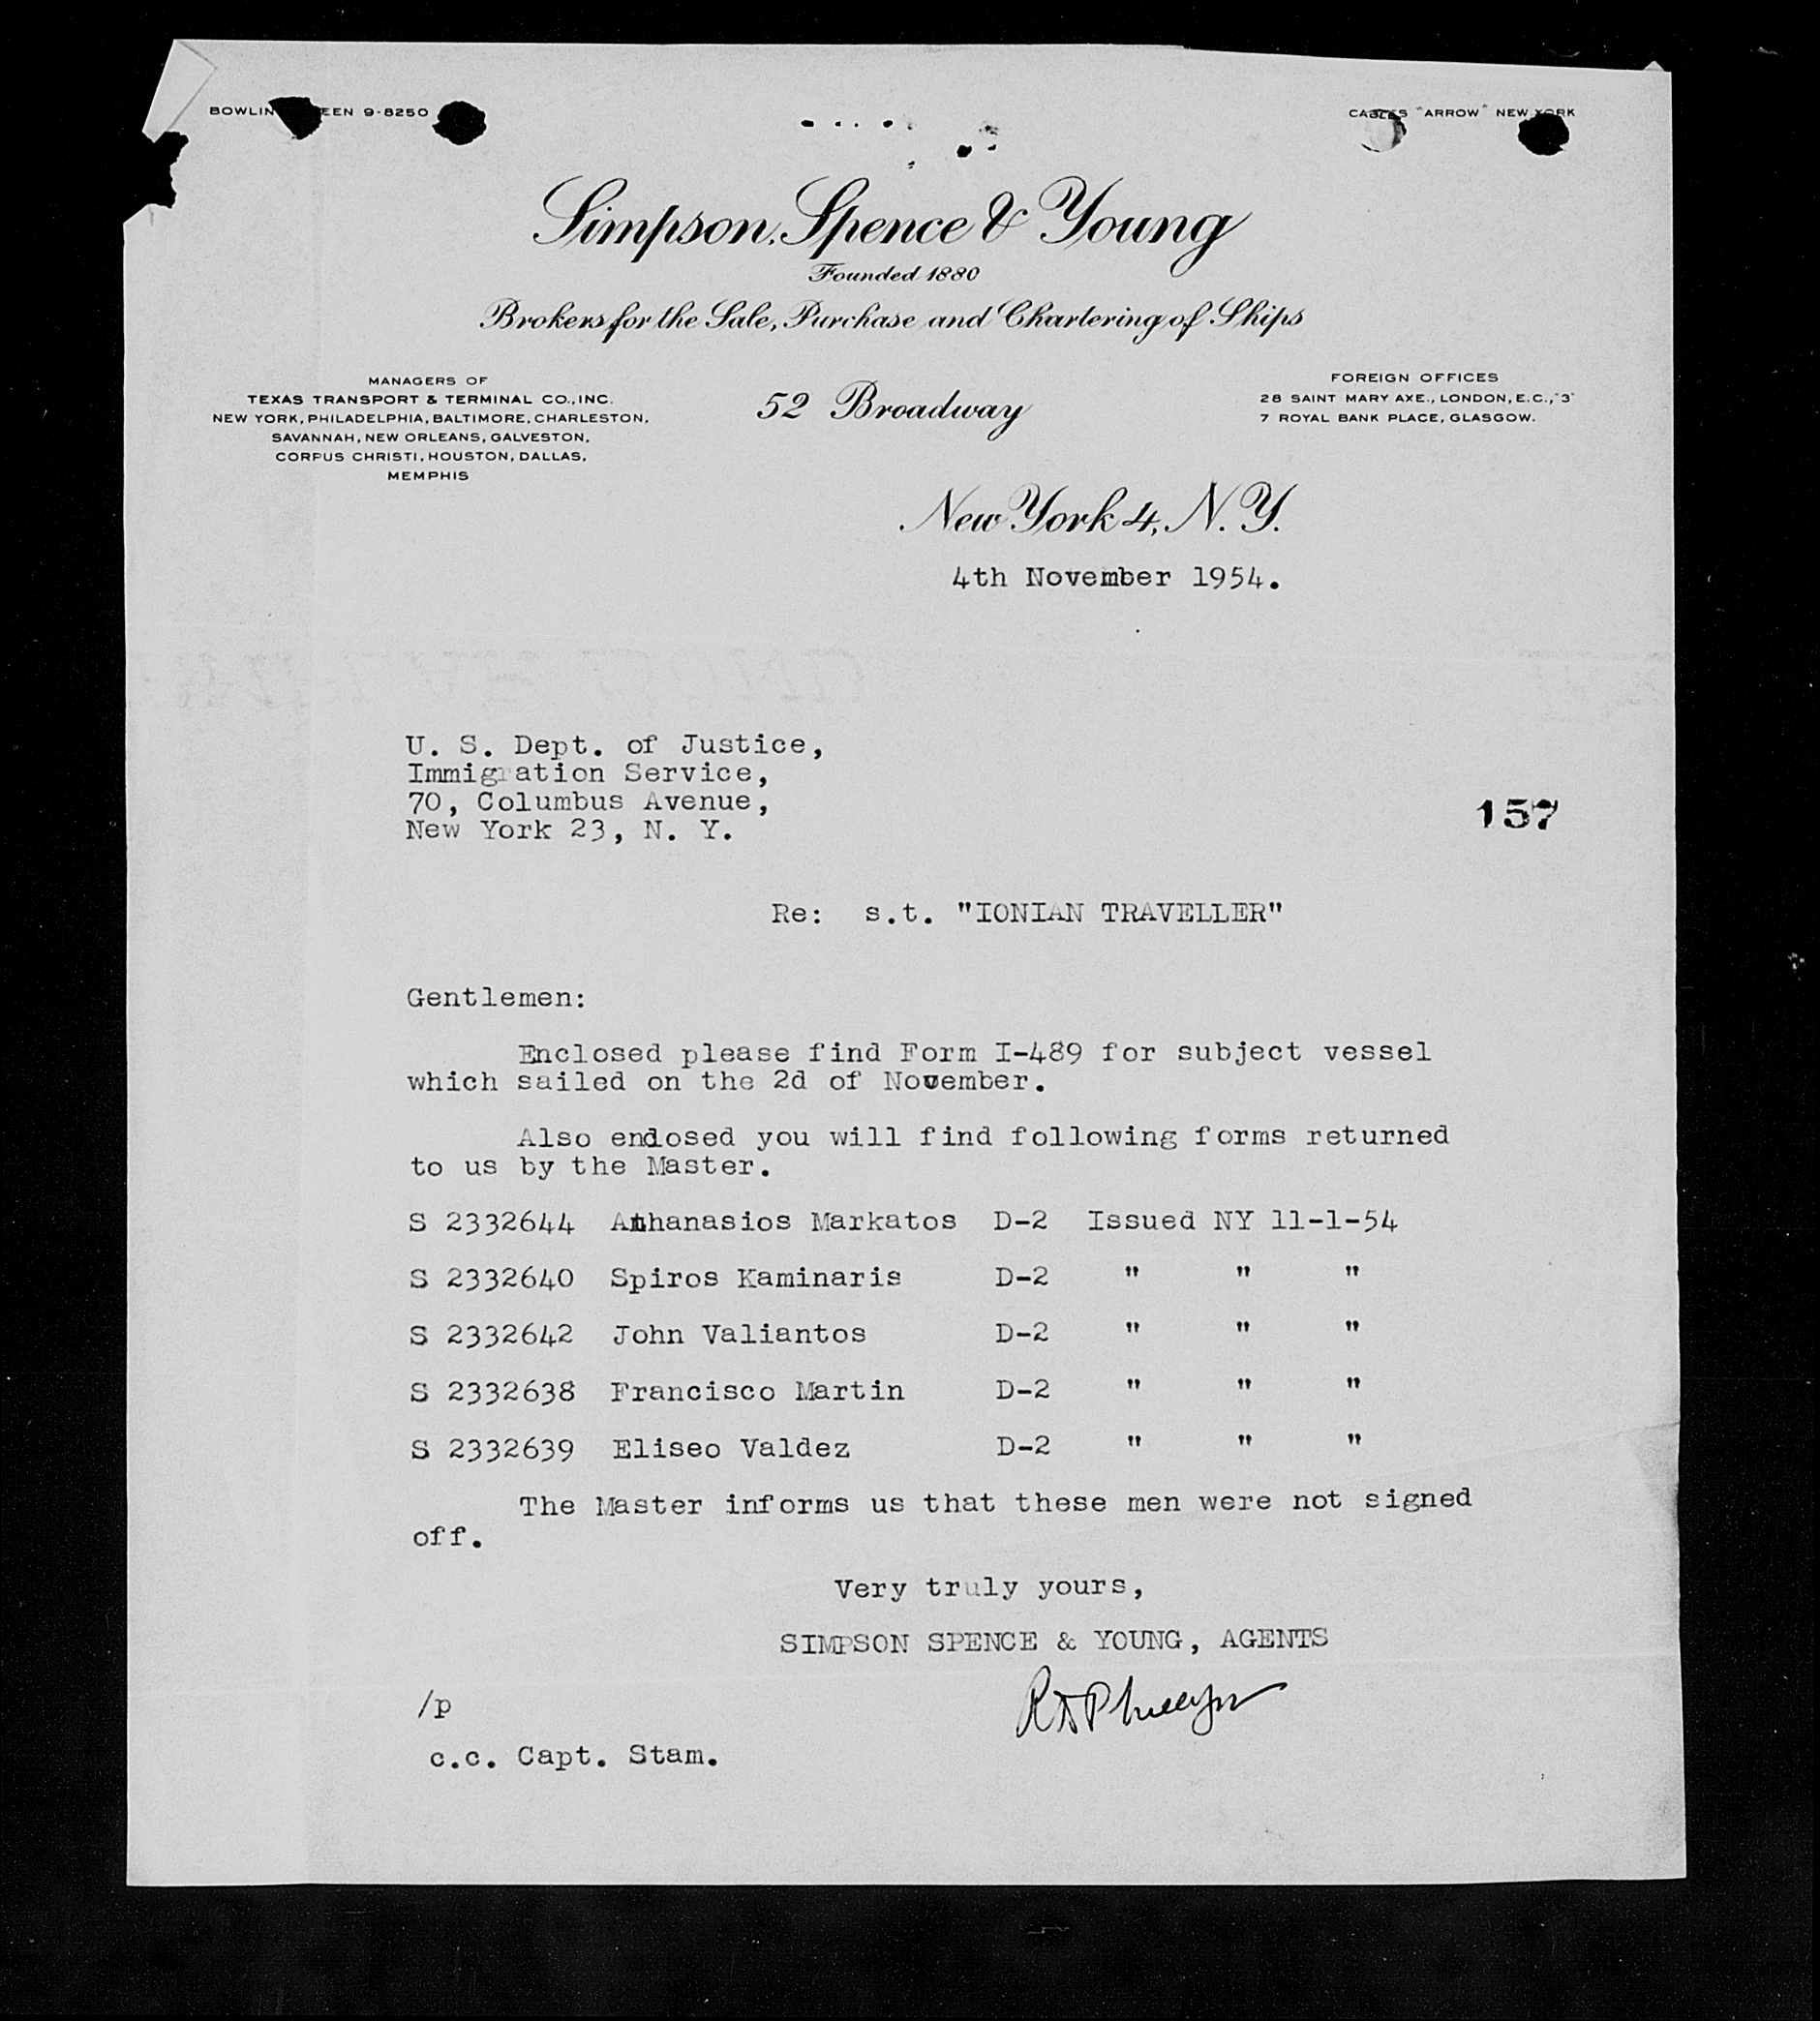 BOWLIN EEN 9-8250
CABLES "ARROW" NEW YORK
Simpson, Spence & Young
Founded 1880
Brokers for the Sale, Purchase and Chartering of Ships
MANAGERS OF
TEXAS TRANSPORT & TERMINAL CO., INC.
NEW YORK, PHILADELPHIA, BALTIMORE, CHARLESTON,
SAVANNAH, NEW ORLEANS, GALVESTON,
CORPUS CHRISTI, HOUSTON, DALLAS,
MEMPHIS
52 Broadway
FOREIGN OFFICES
28 SAINT MARY AXE., LONDON, E.C., "3"
7 ROYAL BANK PLACE, GLASGOW.
New York 4, N. Y.
4th November 1954.
U. S. Dept. of Justice,
Immigration Service,
70, Columbus Avenue,
New York 23, N. Y.
157
Re: s.t. "IONIAN TRAVELLER"
Gentlemen:
Enclosed please find Form I-489 for subject vessel
which sailed on the 2d of November.
Also enclosed you will find following forms returned
to us by the Master.
S 2332644 Athanasios Markatos D-2 Issued NY 11-1-54
S 2332640 Spiros Kaminaris D-2 " " "
S 2332642 John Valiantos D-2 " " "
S 2332638 Francisco Martin D-2 " " "
S 2332639 Eliseo Valdez D-2 " " "
The Master informs us that these men were not signed
off.
Very truly yours,
SIMPSON SPENCE & YOUNG, AGENTS
/p
c.c. Capt. Stam.